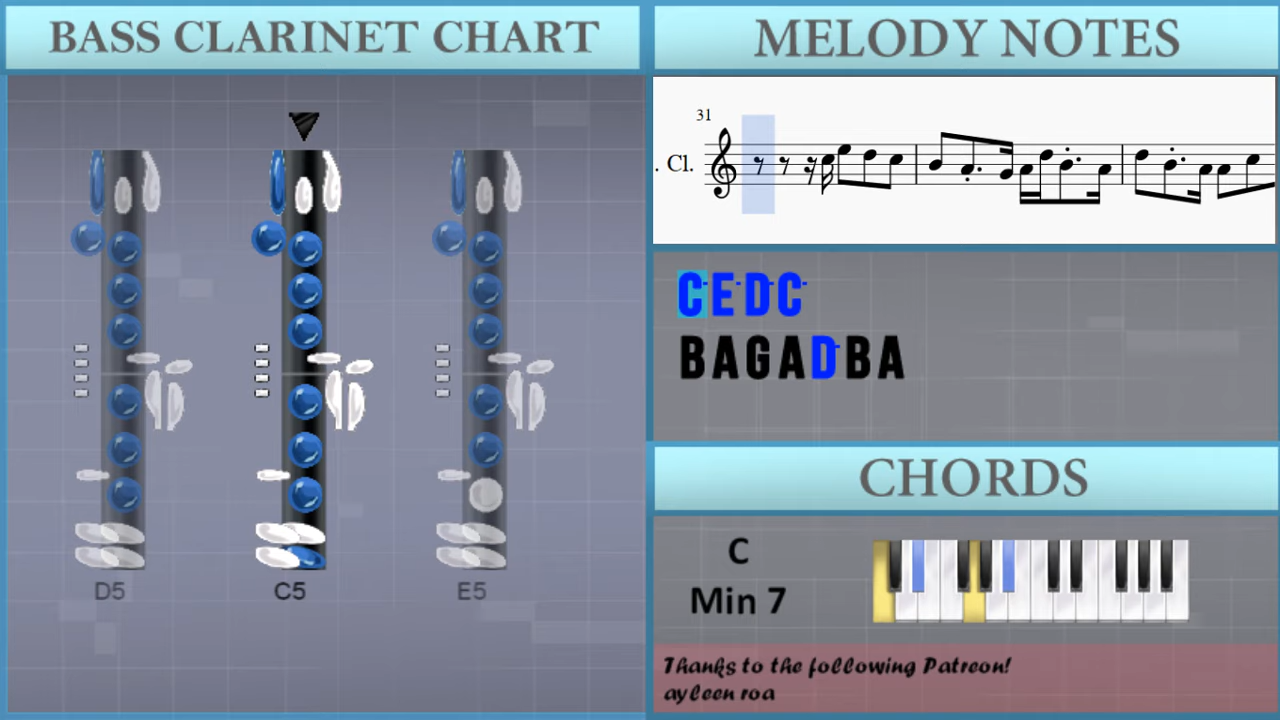 BASS CLARINET CHART
D5
C5
E5
MELODY NOTES
31
. Cl.
CEDC
BAGADBA
CHORDS
C
Min 7
Thanks to the following Patreon!
ayleen roa